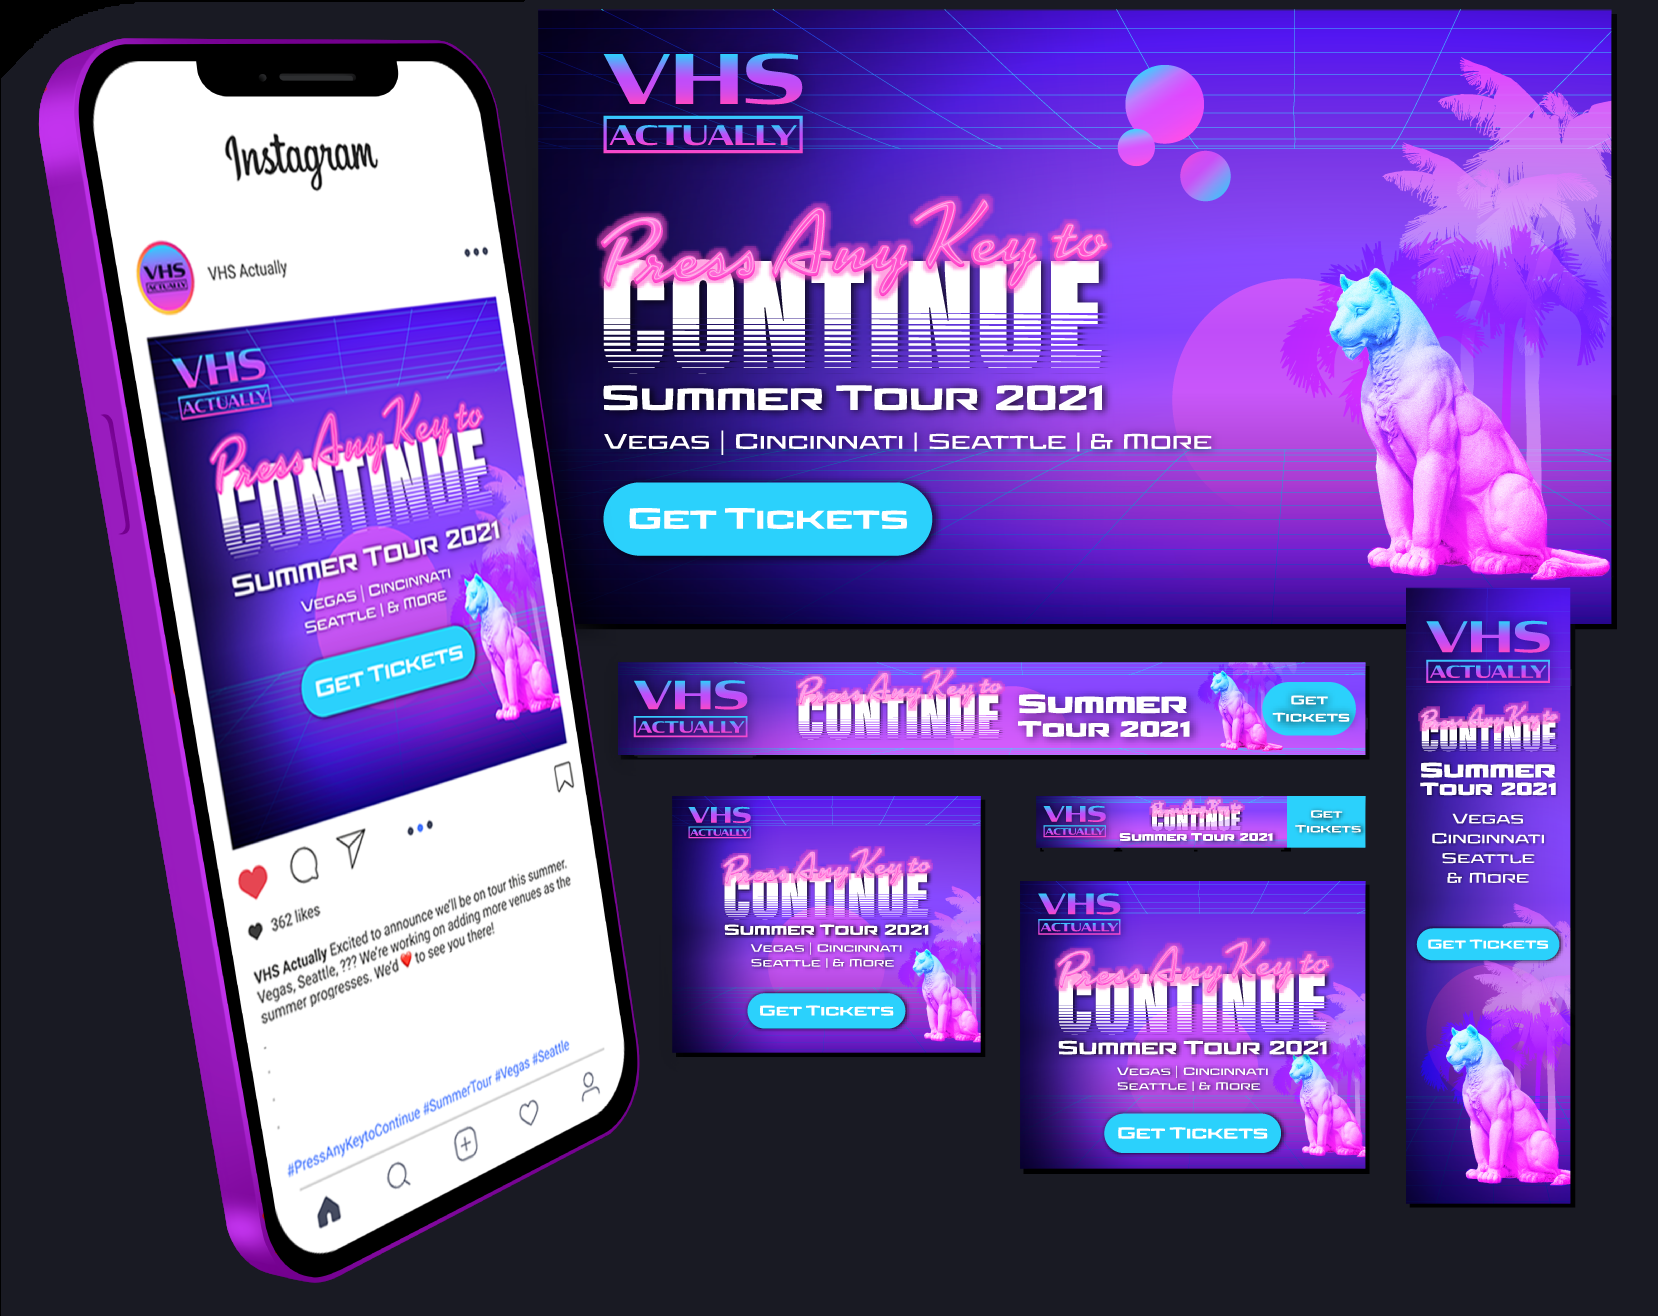 Instagram
VHS
ACTUALLY
VHS Actually
VHS
ACTUALLY
Press Any Key to
CONTINUE
SUMMER TOUR 2021
VEGAS | CINCINNATI
SEATTLE | & MORE
GET TICKETS
362 likes
VHS Actually Excited to announce we'll be on tour this summer.
Vegas, Seattle, ??? We're working on adding more venues as the
summer progresses. We'd ❤️ to see you there!
.
.
.
.
#PressAnyKeytoContinue #SummerTour #Vegas #Seattle
VHS
ACTUALLY
Press Any Key to
CONTINUE
SUMMER TOUR 2021
VEGAS | CINCINNATI | SEATTLE | & MORE
GET TICKETS
VHS
ACTUALLY
Press Any Key to
CONTINUE
SUMMER
TOUR 2021
GET
TICKETS
VHS
ACTUALLY
Press Any Key to
CONTINUE
SUMMER TOUR 2021
VEGAS | CINCINNATI
SEATTLE | & MORE
GET TICKETS
VHS
ACTUALLY
Press Any Key to
CONTINUE
SUMMER TOUR 2021
GET
TICKETS
VHS
ACTUALLY
Press Any Key to
CONTINUE
SUMMER TOUR 2021
VEGAS | CINCINNATI
SEATTLE | & MORE
GET TICKETS
VHS
ACTUALLY
Press Any Key to
CONTINUE
SUMMER
TOUR 2021
VEGAS
CINCINNATI
SEATTLE
& MORE
GET TICKETS